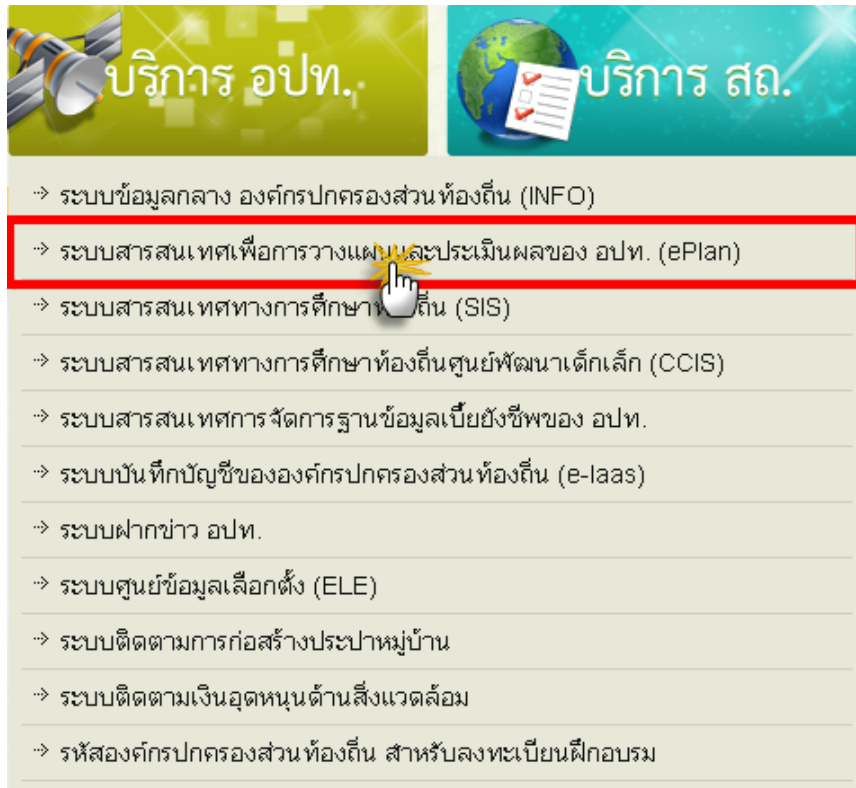 บริการ อปท.
บริการ สถ.
ระบบข้อมูลกลาง องค์กรปกครองส่วนท้องถิ่น (INFO)
ระบบสารสนเทศเพื่อการวางแผนและประเมินผลของ อปท. (ePlan)
ระบบสารสนเทศทางการศึกษาท้องถิ่น (SIS)
ระบบสารสนเทศทางการศึกษาท้องถิ่นศูนย์พัฒนาเด็กเล็ก (CCIS)
ระบบสารสนเทศการจัดการฐานข้อมูลเบี้ยยังชีพของ อปท.
ระบบบันทึกบัญชีขององค์กรปกครองส่วนท้องถิ่น (e-laas)
ระบบฝากข่าว อปท.
ระบบศูนย์ข้อมูลเลือกตั้ง (ELE)
ระบบติดตามการก่อสร้างประปาหมู่บ้าน
ระบบติดตามเงินอุดหนุนด้านสิ่งแวดล้อม
รหัสองค์กรปกครองส่วนท้องถิ่น สำหรับลงทะเบียนฝึกอบรม